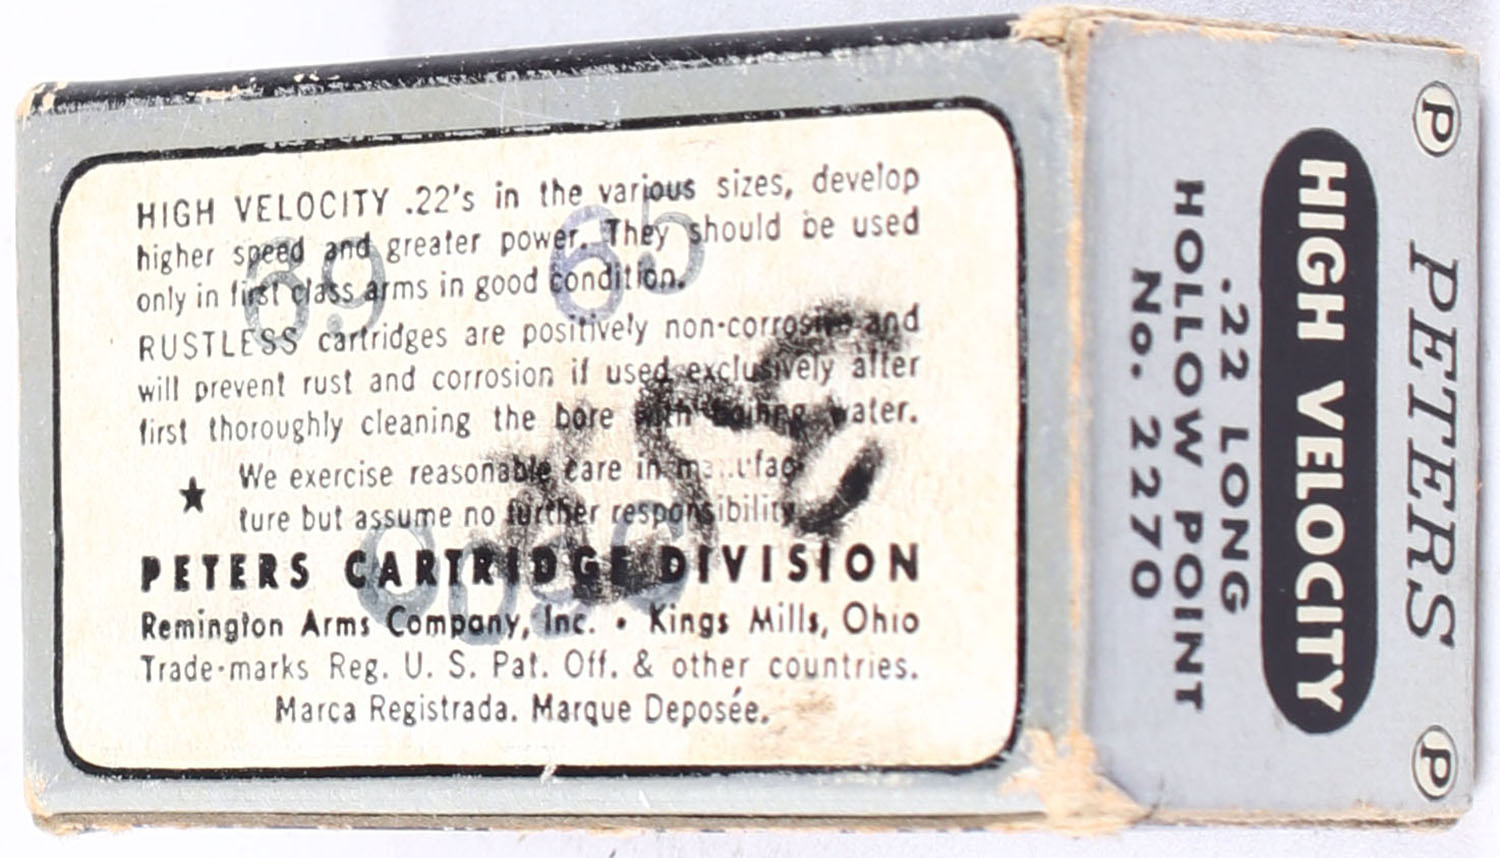 HIGH VELOCITY .22's in the various sizes, develop
higher speed and greater power. They should be used
only in first class arms in good condition.
RUSTLESS cartridges are positively non-corrosive and
will prevent rust and corrosion if used exclusively after
first thoroughly cleaning the bore with boiling water.
★ We exercise reasonable care in manufac-
ture but assume no further responsibility
PETERS CARTRIDGE DIVISION
Remington Arms Company, Inc. • Kings Mills, Ohio
Trade-marks Reg. U. S. Pat. Off. & other countries.
Marca Registrada. Marque Deposée.
P PETERS P
HIGH VELOCITY
.22 LONG
HOLLOW POINT
No. 2270